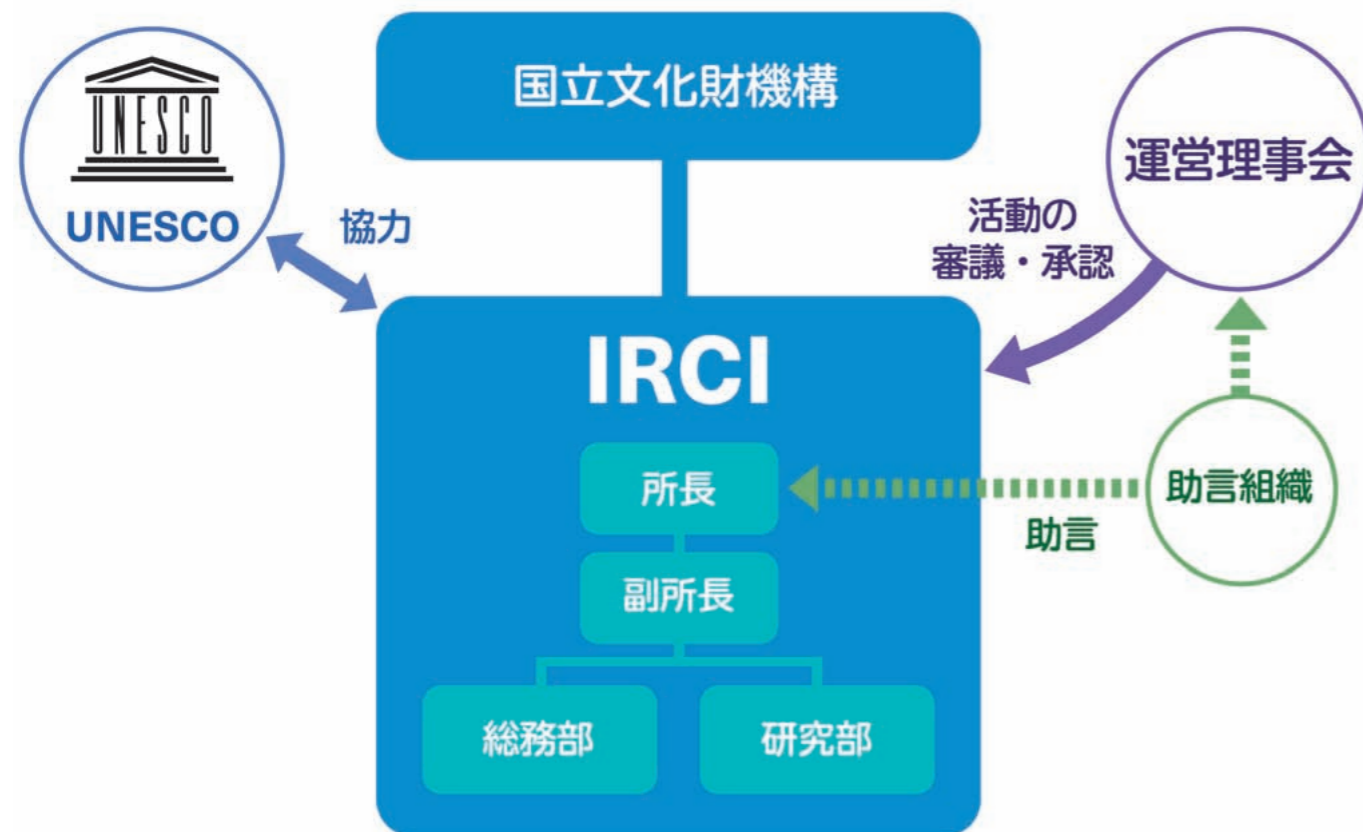 国立文化財機構
UNESCO
UNESCO
協力
運営理事会
活動の
審議・承認
IRCI
所長
助言組織
助言
副所長
総務部
研究部